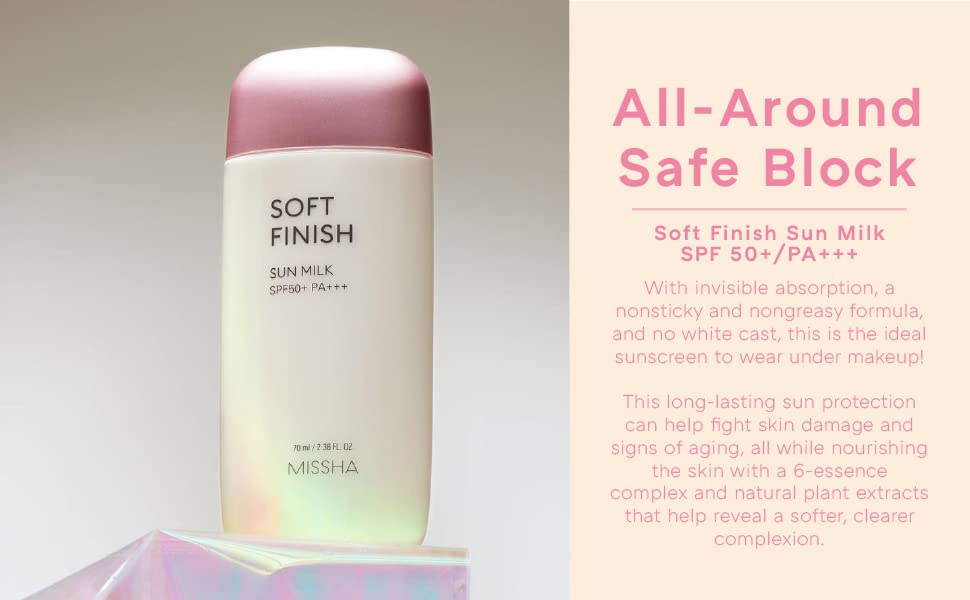 SOFT
FINISH
SUN MILK
SPF50+ PA+++
70 ml / 2.36 FL. OZ.
MISSHA
All-Around
Safe Block
Soft Finish Sun Milk
SPF 50+/PA+++
With invisible absorption, a
nonsticky and nongreasy formula,
and no white cast, this is the ideal
sunscreen to wear under makeup!
This long-lasting sun protection
can help fight skin damage and
signs of aging, all while nourishing
the skin with a 6-essence
complex and natural plant extracts
that help reveal a softer, clearer
complexion.